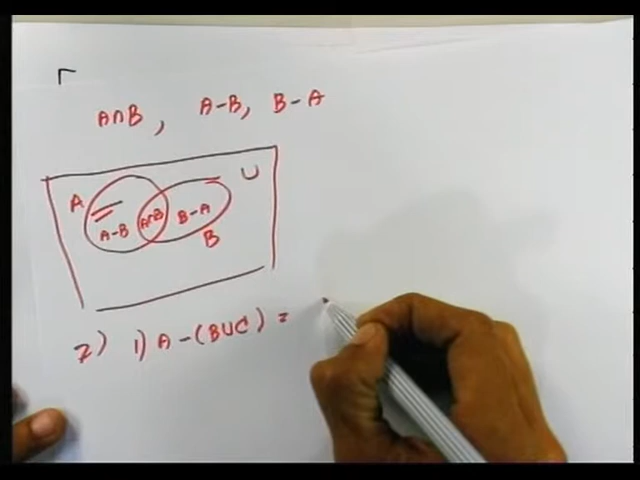 A∩B, A-B, B-A
U
A
A-B A∩B B-A
B
2) 1) A-(B∪C) =